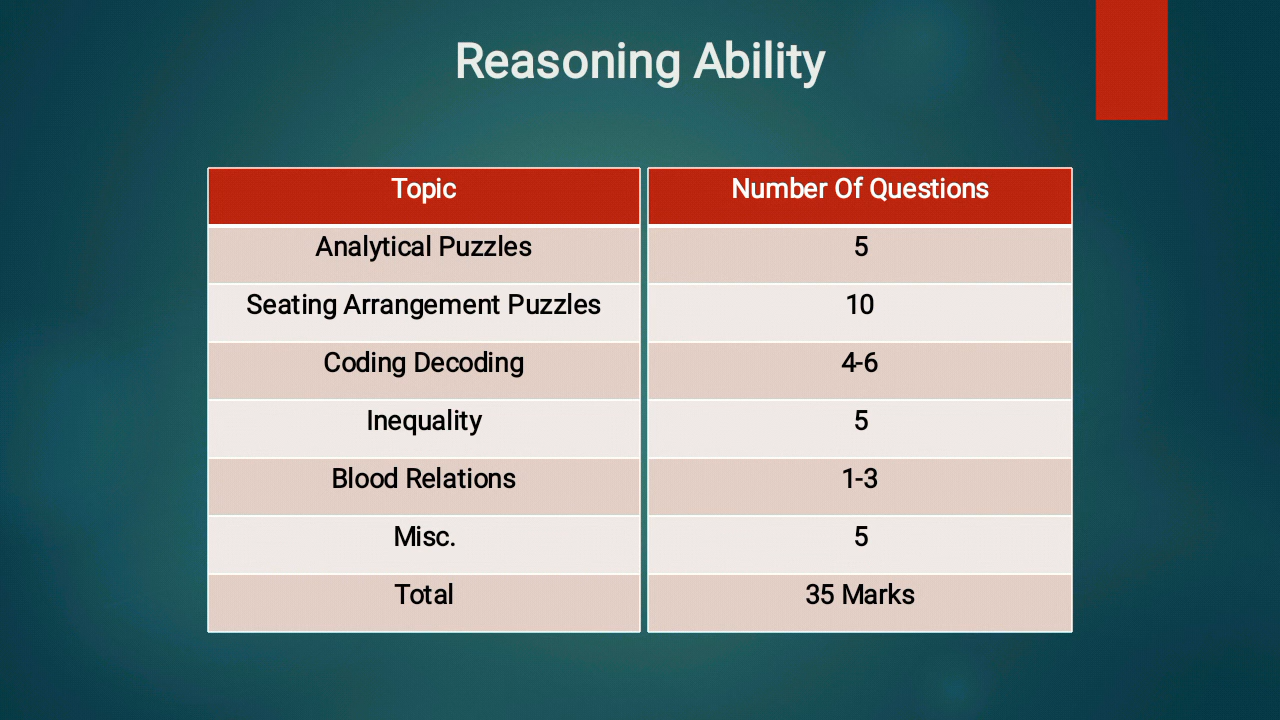 Reasoning Ability
Topic Number Of Questions
Analytical Puzzles 5
Seating Arrangement Puzzles 10
Coding Decoding 4-6
Inequality 5
Blood Relations 1-3
Misc. 5
Total 35 Marks